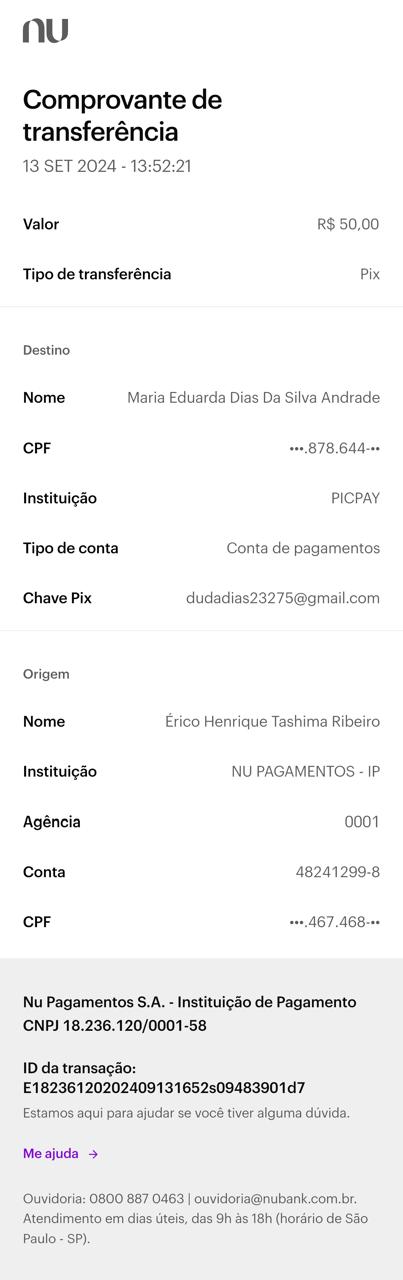 nu
Comprovante de
transferência
13 SET 2024 - 13:52:21
Valor R$ 50,00
Tipo de transferência Pix
Destino
Nome Maria Eduarda Dias Da Silva Andrade
CPF •••.878.644-••
Instituição PICPAY
Tipo de conta Conta de pagamentos
Chave Pix dudadias23275@gmail.com
Origem
Nome Érico Henrique Tashima Ribeiro
Instituição NU PAGAMENTOS - IP
Agência 0001
Conta 48241299-8
CPF •••.467.468-••
Nu Pagamentos S.A. - Instituição de Pagamento
CNPJ 18.236.120/0001-58
ID da transação:
E18236120202409131652s09483901d7
Estamos aqui para ajudar se você tiver alguma dúvida.
Me ajuda →
Ouvidoria: 0800 887 0463 | ouvidoria@nubank.com.br.
Atendimento em dias úteis, das 9h às 18h (horário de São
Paulo - SP).